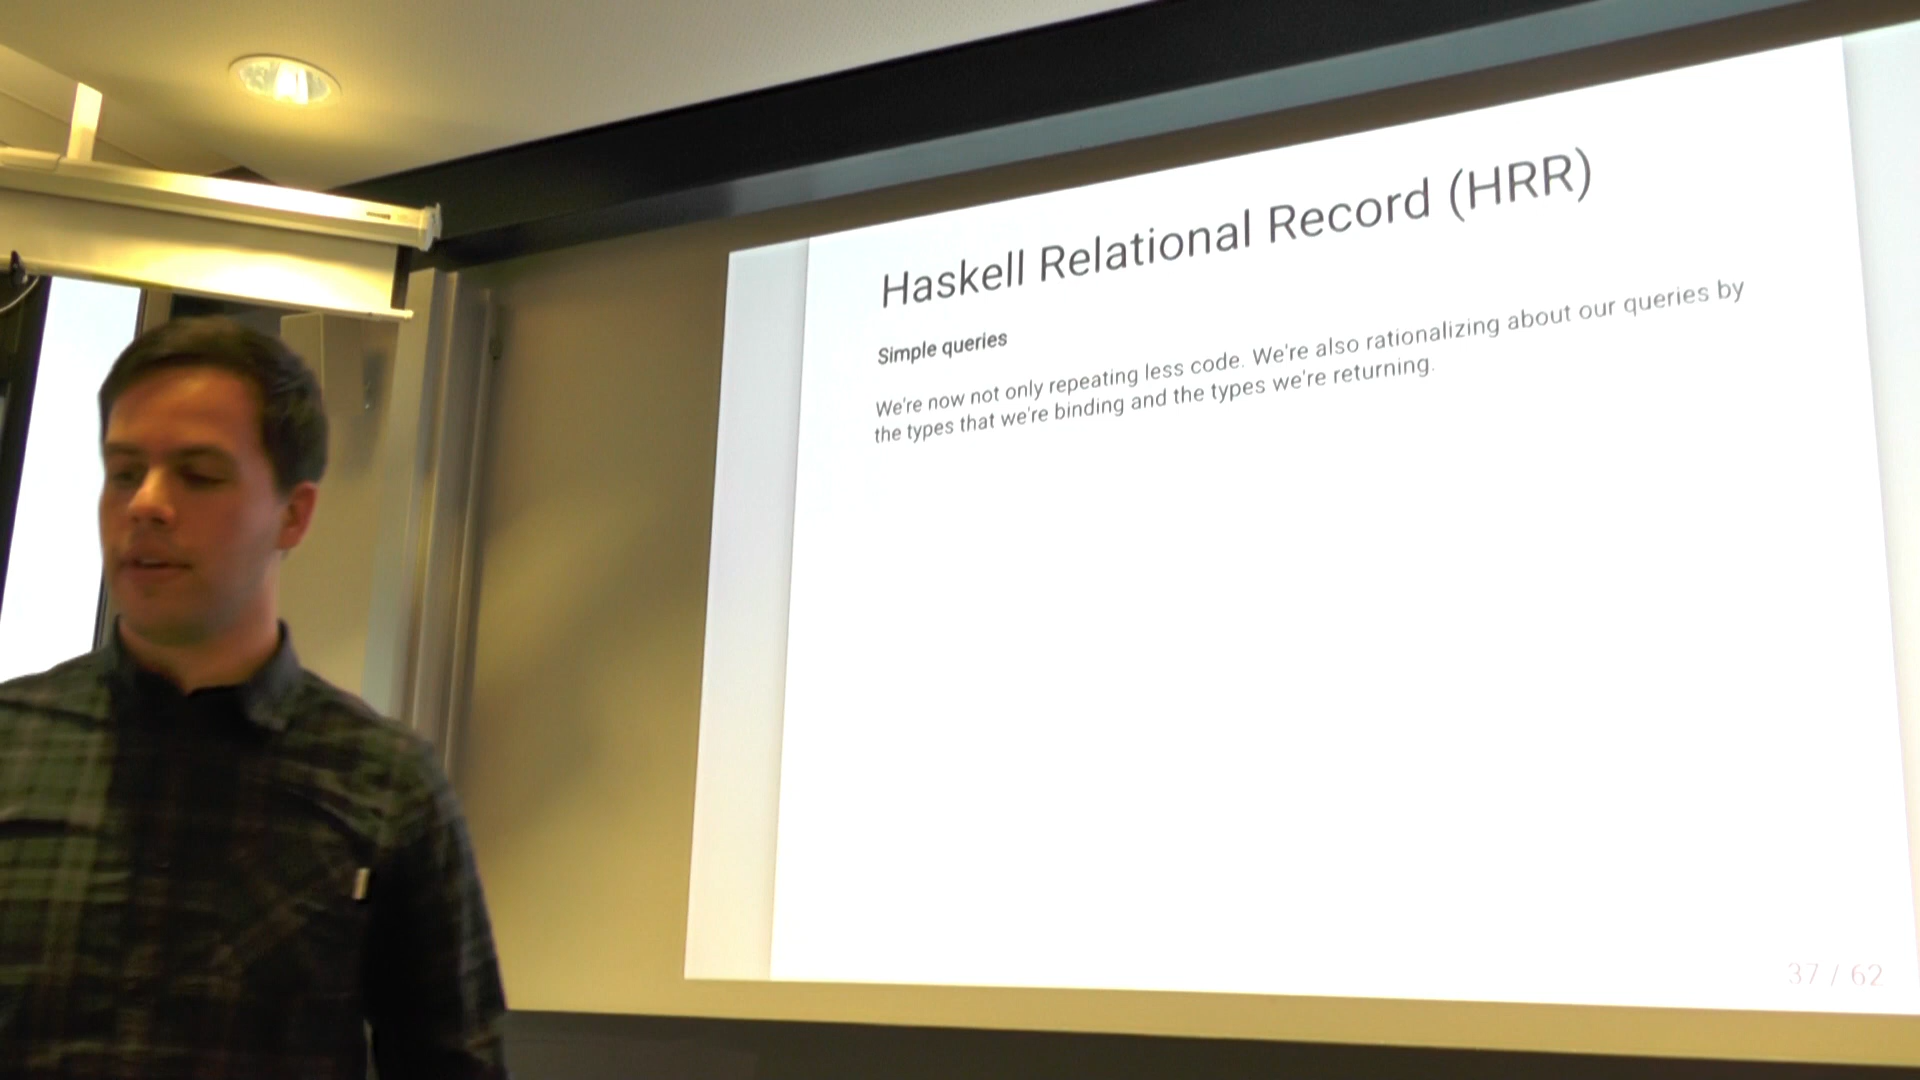 Haskell Relational Record (HRR)
Simple queries
We're now not only repeating less code. We're also rationalizing about our queries by
the types that we're binding and the types we're returning.
37 / 62